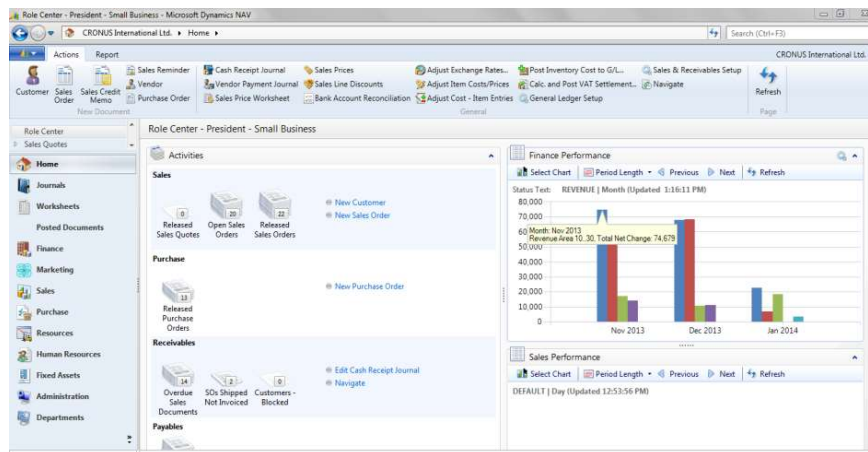 Role Center - President - Small Business - Microsoft Dynamics NAV
CRONUS International Ltd. Home
Search (Ctrl+F3)
Actions Report
CRONUS International Ltd.
Customer
Sales Order
Sales Credit Memo
New Document
Sales Reminder
Vendor
Purchase Order
Cash Receipt Journal
Vendor Payment Journal
Sales Price Worksheet
Sales Prices
Sales Line Discounts
Bank Account Reconciliation
Adjust Exchange Rates...
Adjust Item Costs/Prices
Adjust Cost - Item Entries
Post Inventory Cost to G/L...
Calc. and Post VAT Settlement...
General Ledger Setup
Sales & Receivables Setup
Navigate
General
Refresh
Page
Role Center
Sales Quotes
Home
Journals
Worksheets
Posted Documents
Finance
Marketing
Sales
Purchase
Resources
Human Resources
Fixed Assets
Administration
Departments
Role Center - President - Small Business
Activities
Sales
0
Released Sales Quotes
20
Open Sales Orders
22
Released Sales Orders
New Customer
New Sales Order
Purchase
13
Released Purchase Orders
New Purchase Order
Receivables
14
Overdue Sales Documents
2
SOs Shipped Not Invoiced
0
Customers - Blocked
Edit Cash Receipt Journal
Navigate
Payables
Finance Performance
Select Chart Period Length Previous Next Refresh
Status Text: REVENUE | Month (Updated 1:16:11 PM)
80,000
70,000
60
Month: Nov 2013
Revenue Area 10..30, Total Net Change: 74,679
50,000
40,000
30,000
20,000
10,000
0
Nov 2013 Dec 2013 Jan 2014
Sales Performance
Select Chart Period Length Previous Next Refresh
DEFAULT | Day (Updated 12:53:56 PM)